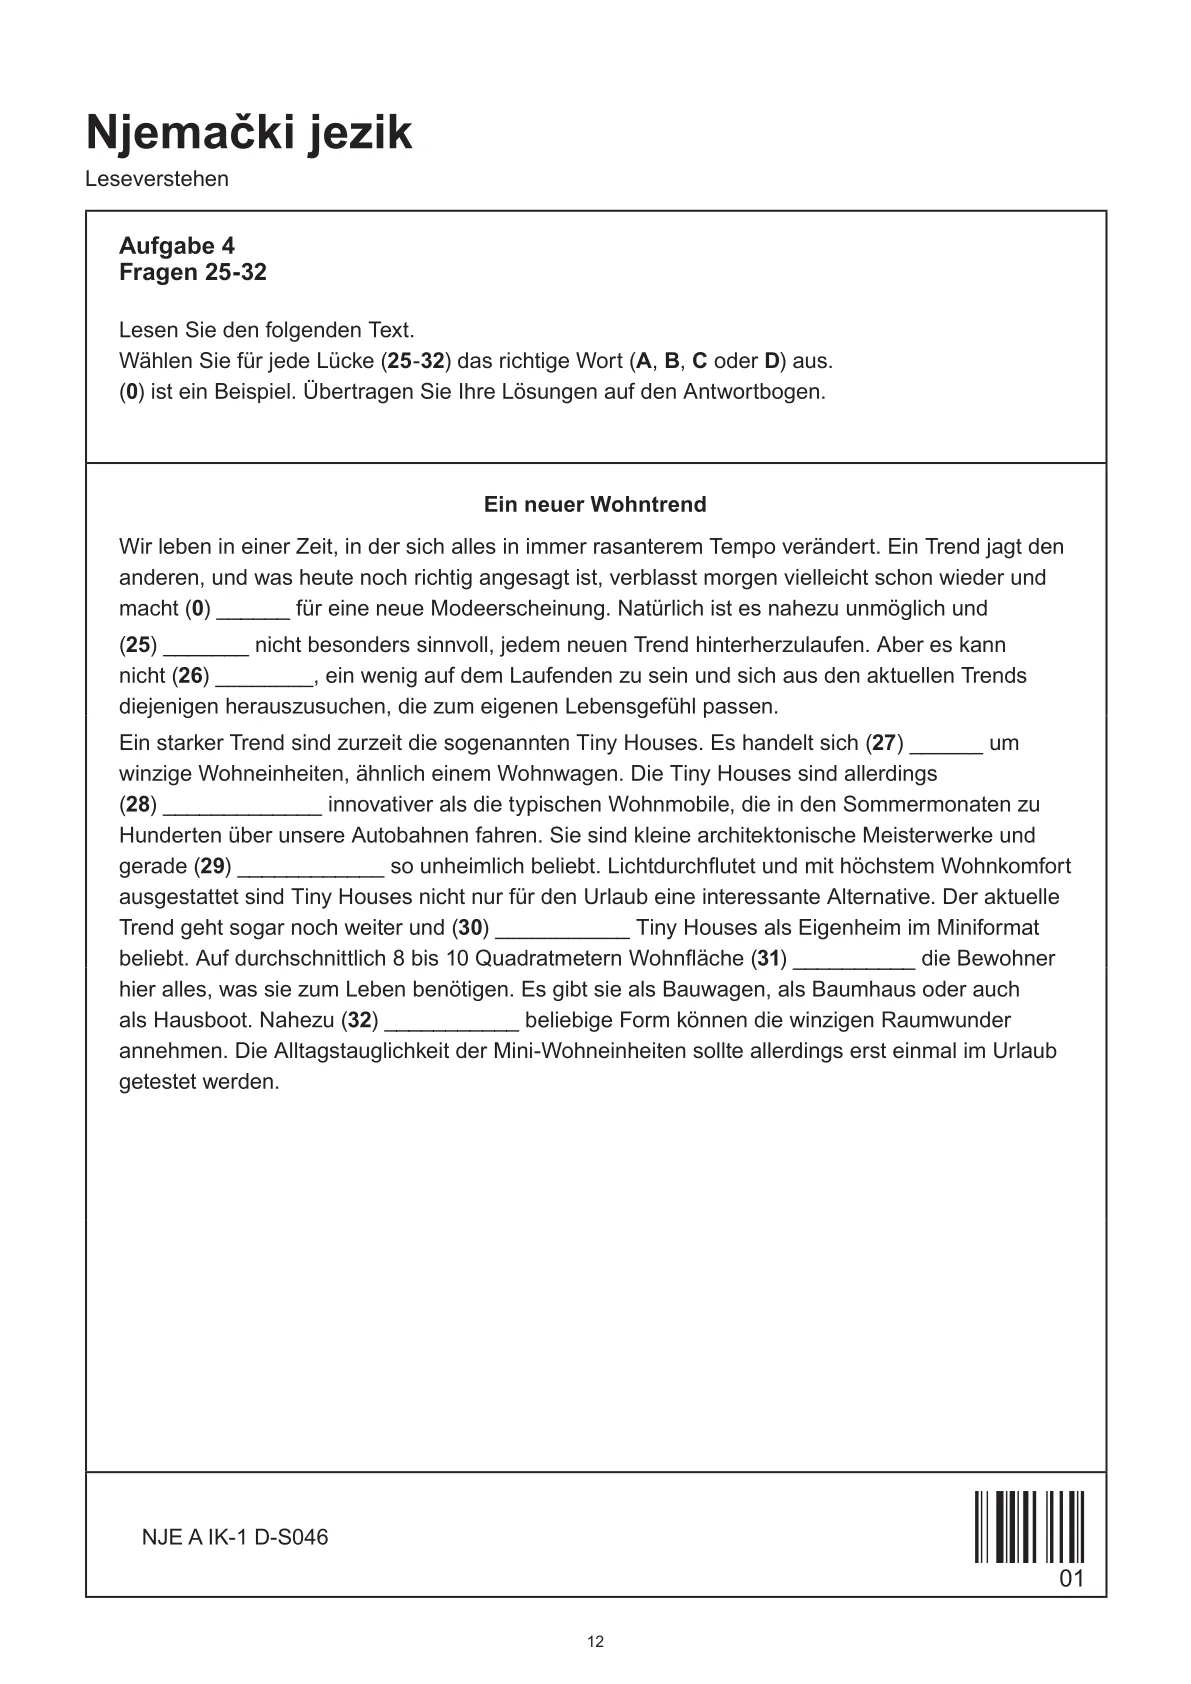 Njemački jezik
Leseverstehen
Aufgabe 4
Fragen 25-32
Lesen Sie den folgenden Text.
Wählen Sie für jede Lücke (25-32) das richtige Wort (A, B, C oder D) aus.
(0) ist ein Beispiel. Übertragen Sie Ihre Lösungen auf den Antwortbogen.
Ein neuer Wohntrend
Wir leben in einer Zeit, in der sich alles in immer rasanterem Tempo verändert. Ein Trend jagt den
anderen, und was heute noch richtig angesagt ist, verblasst morgen vielleicht schon wieder und
macht (0) ______ für eine neue Modeerscheinung. Natürlich ist es nahezu unmöglich und
(25) _______ nicht besonders sinnvoll, jedem neuen Trend hinterherzulaufen. Aber es kann
nicht (26) ________, ein wenig auf dem Laufenden zu sein und sich aus den aktuellen Trends
diejenigen herauszusuchen, die zum eigenen Lebensgefühl passen.
Ein starker Trend sind zurzeit die sogenannten Tiny Houses. Es handelt sich (27) ______ um
winzige Wohneinheiten, ähnlich einem Wohnwagen. Die Tiny Houses sind allerdings
(28) _____________ innovativer als die typischen Wohnmobile, die in den Sommermonaten zu
Hunderten über unsere Autobahnen fahren. Sie sind kleine architektonische Meisterwerke und
gerade (29) ____________ so unheimlich beliebt. Lichtdurchflutet und mit höchstem Wohnkomfort
ausgestattet sind Tiny Houses nicht nur für den Urlaub eine interessante Alternative. Der aktuelle
Trend geht sogar noch weiter und (30) ___________ Tiny Houses als Eigenheim im Miniformat
beliebt. Auf durchschnittlich 8 bis 10 Quadratmetern Wohnfläche (31) __________ die Bewohner
hier alles, was sie zum Leben benötigen. Es gibt sie als Bauwagen, als Baumhaus oder auch
als Hausboot. Nahezu (32) ___________ beliebige Form können die winzigen Raumwunder
annehmen. Die Alltagstauglichkeit der Mini-Wohneinheiten sollte allerdings erst einmal im Urlaub
getestet werden.
NJE A IK-1 D-S046
01
12